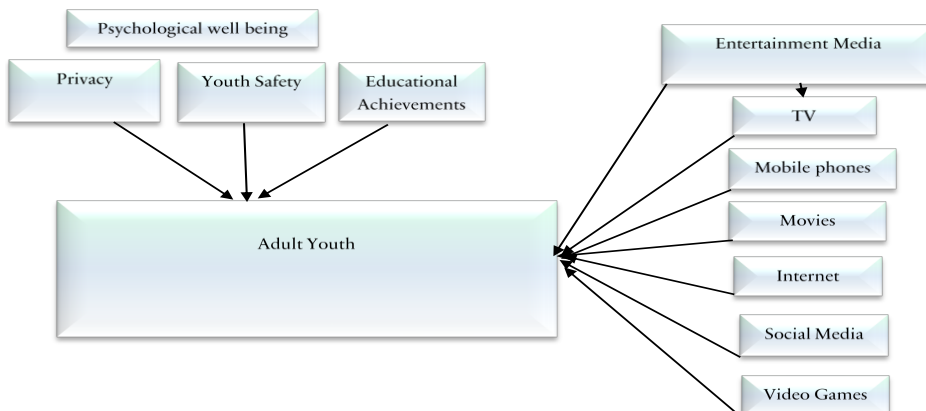 Psychological well being
Privacy
Youth Safety
Educational
Achievements
Adult Youth
Entertainment Media
TV
Mobile phones
Movies
Internet
Social Media
Video Games